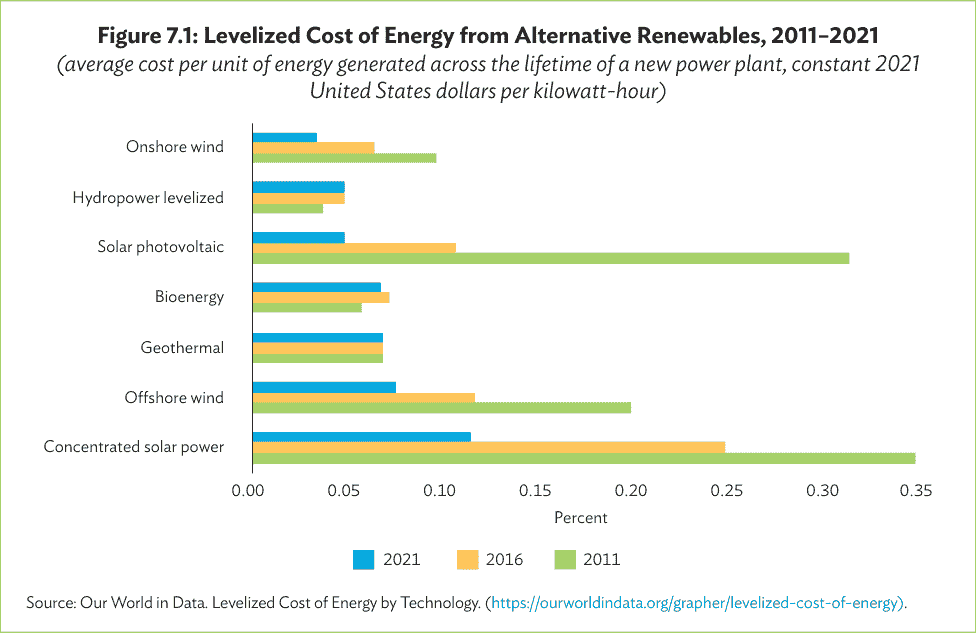 Figure 7.1: Levelized Cost of Energy from Alternative Renewables, 2011–2021
(average cost per unit of energy generated across the lifetime of a new power plant, constant 2021
United States dollars per kilowatt-hour)
Onshore wind
Hydropower levelized
Solar photovoltaic
Bioenergy
Geothermal
Offshore wind
Concentrated solar power
0.00 0.05 0.10 0.15 0.20 0.25 0.30 0.35
Percent
2021 2016 2011
Source: Our World in Data. Levelized Cost of Energy by Technology. (https://ourworldindata.org/grapher/levelized-cost-of-energy).